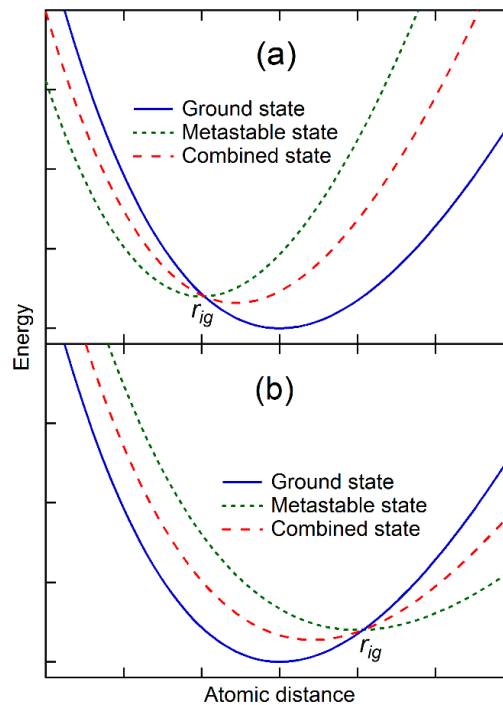 (a)
Ground state
Metastable state
Combined state
r_ig
Energy
(b)
Ground state
Metastable state
Combined state
r_ig
Atomic distance